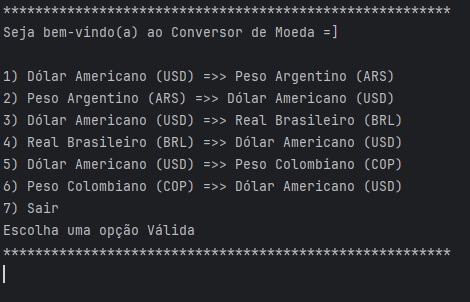 ********************************************************
Seja bem-vindo(a) ao Conversor de Moeda =]
1) Dólar Americano (USD) =>> Peso Argentino (ARS)
2) Peso Argentino (ARS) =>> Dólar Americano (USD)
3) Dólar Americano (USD) =>> Real Brasileiro (BRL)
4) Real Brasileiro (BRL) =>> Dólar Americano (USD)
5) Dólar Americano (USD) =>> Peso Colombiano (COP)
6) Peso Colombiano (COP) =>> Dólar Americano (USD)
7) Sair
Escolha uma opção Válida
********************************************************